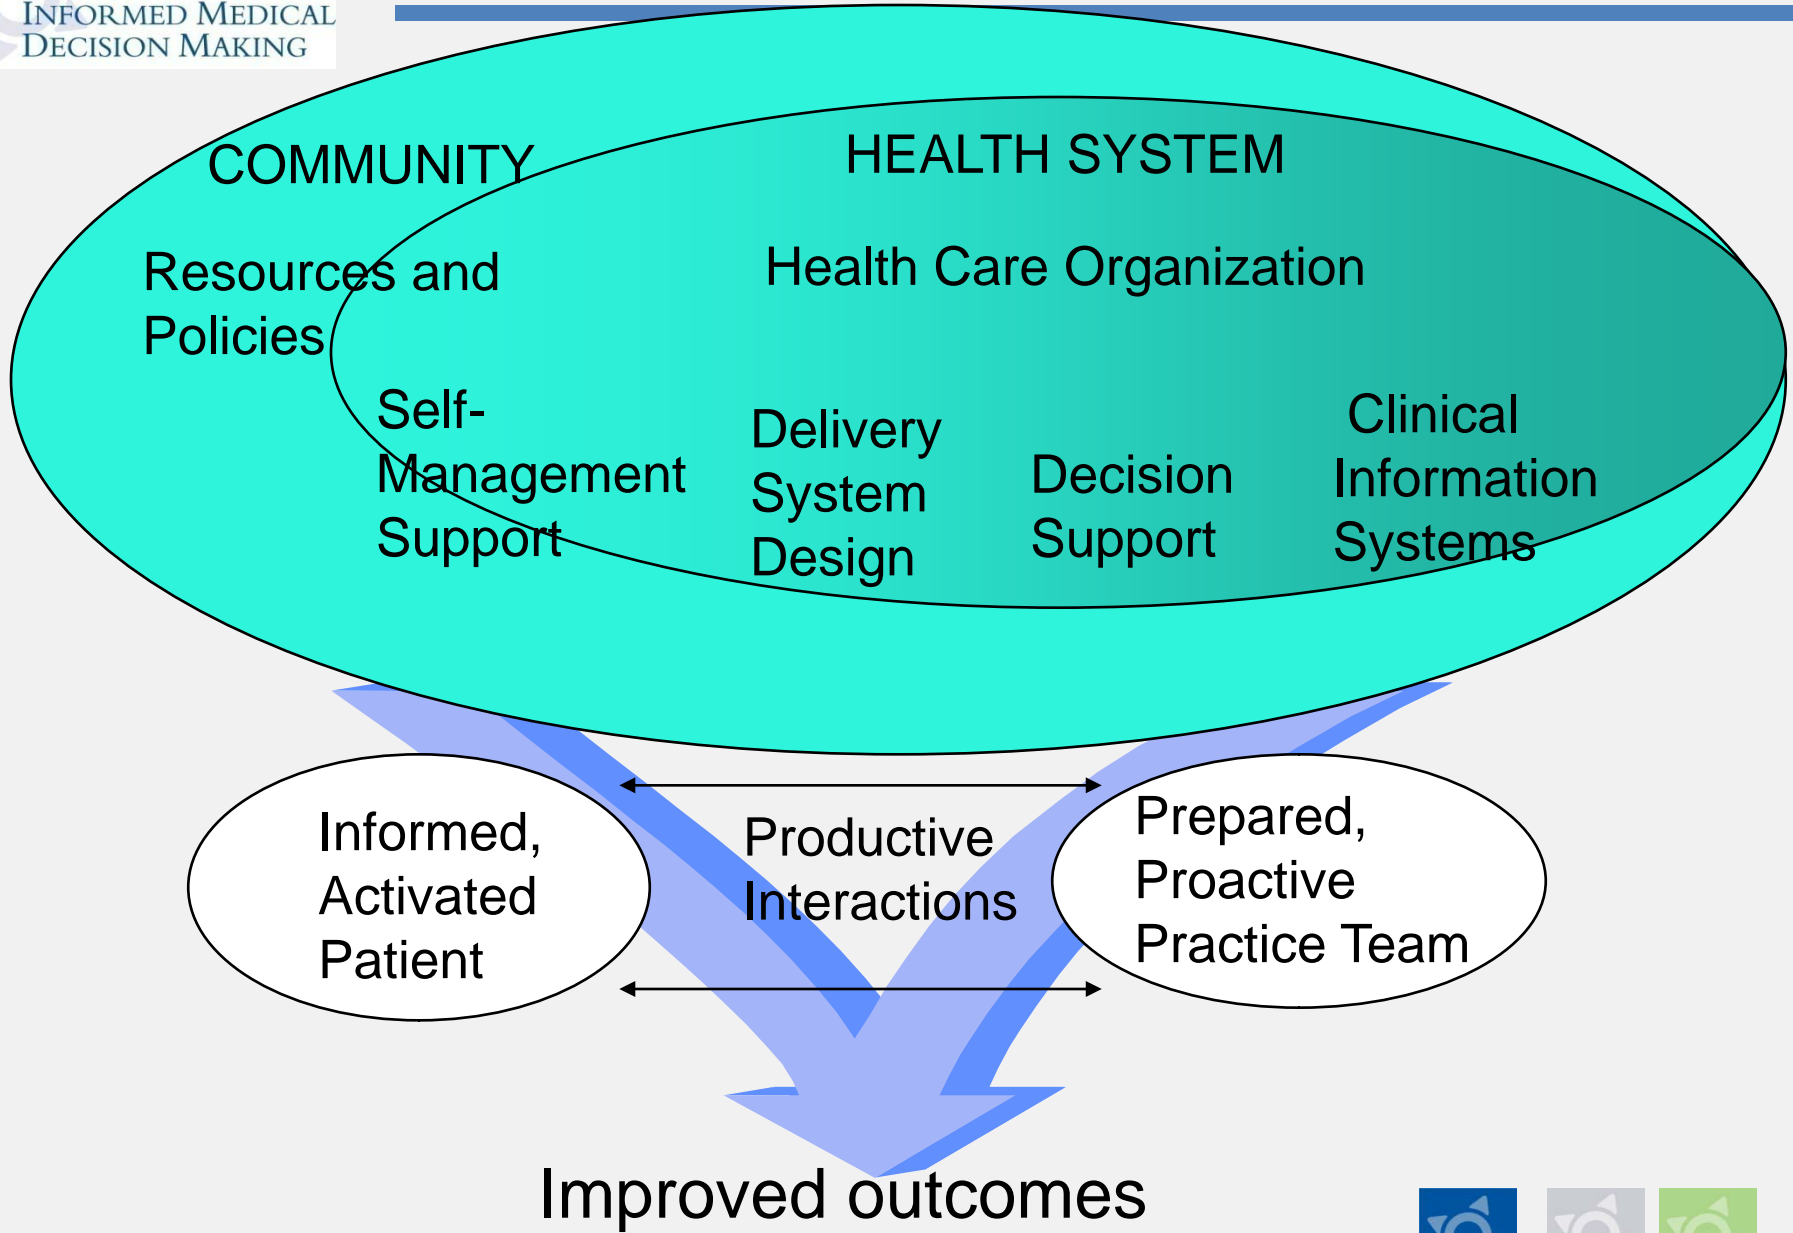 INFORMED MEDICAL
DECISION MAKING
COMMUNITY
HEALTH SYSTEM
Resources and
Policies
Health Care Organization
Self-
Management
Support
Delivery
System
Design
Decision
Support
Clinical
Information
Systems
Informed,
Activated
Patient
Productive
Interactions
Prepared,
Proactive
Practice Team
Improved outcomes